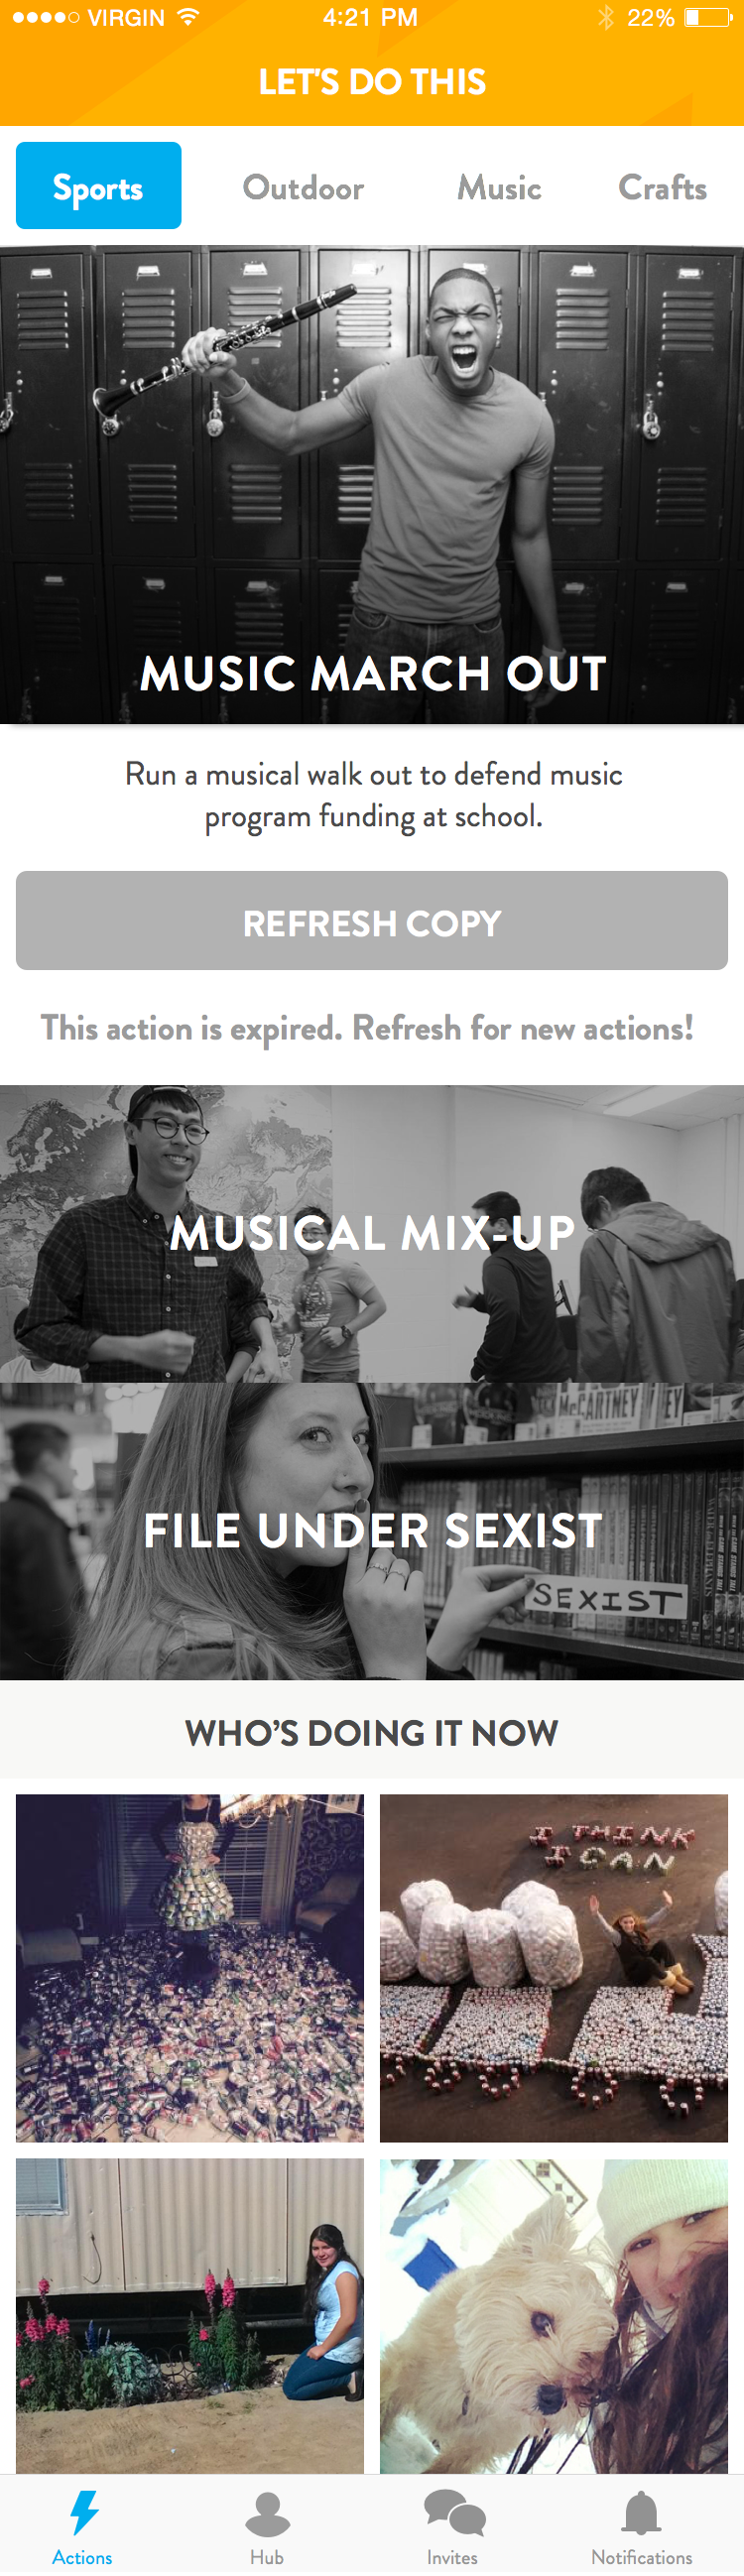 VIRGIN
4:21 PM
22%
LET'S DO THIS
Sports
Outdoor
Music
Crafts
MUSIC MARCH OUT
Run a musical walk out to defend music
program funding at school.
REFRESH COPY
This action is expired. Refresh for new actions!
MUSICAL MIX-UP
McCARTNEY
FILE UNDER SEXIST
SEXIST
WHO’S DOING IT NOW
I THINK
I CAN
Actions
Hub
Invites
Notifications